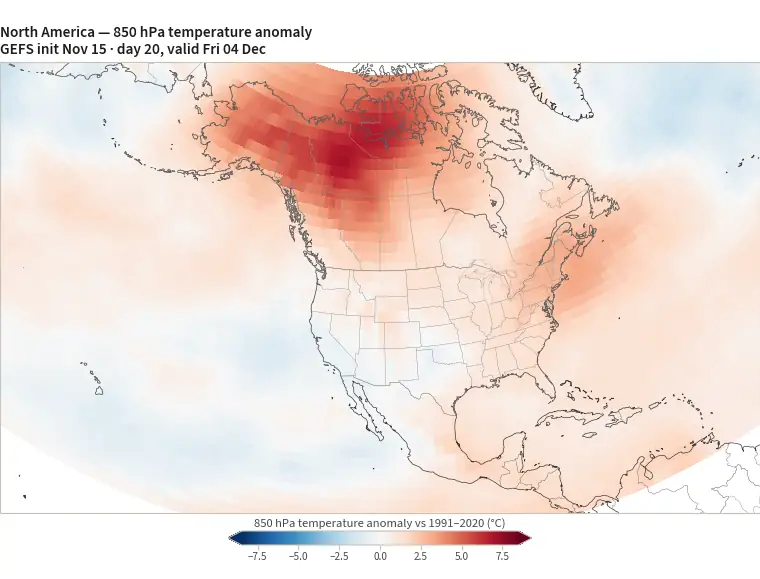 North America — 850 hPa temperature anomaly
GEFS init Nov 15 · day 20, valid Fri 04 Dec
850 hPa temperature anomaly vs 1991–2020 (°C)
−7.5 −5.0 −2.5 0.0 2.5 5.0 7.5